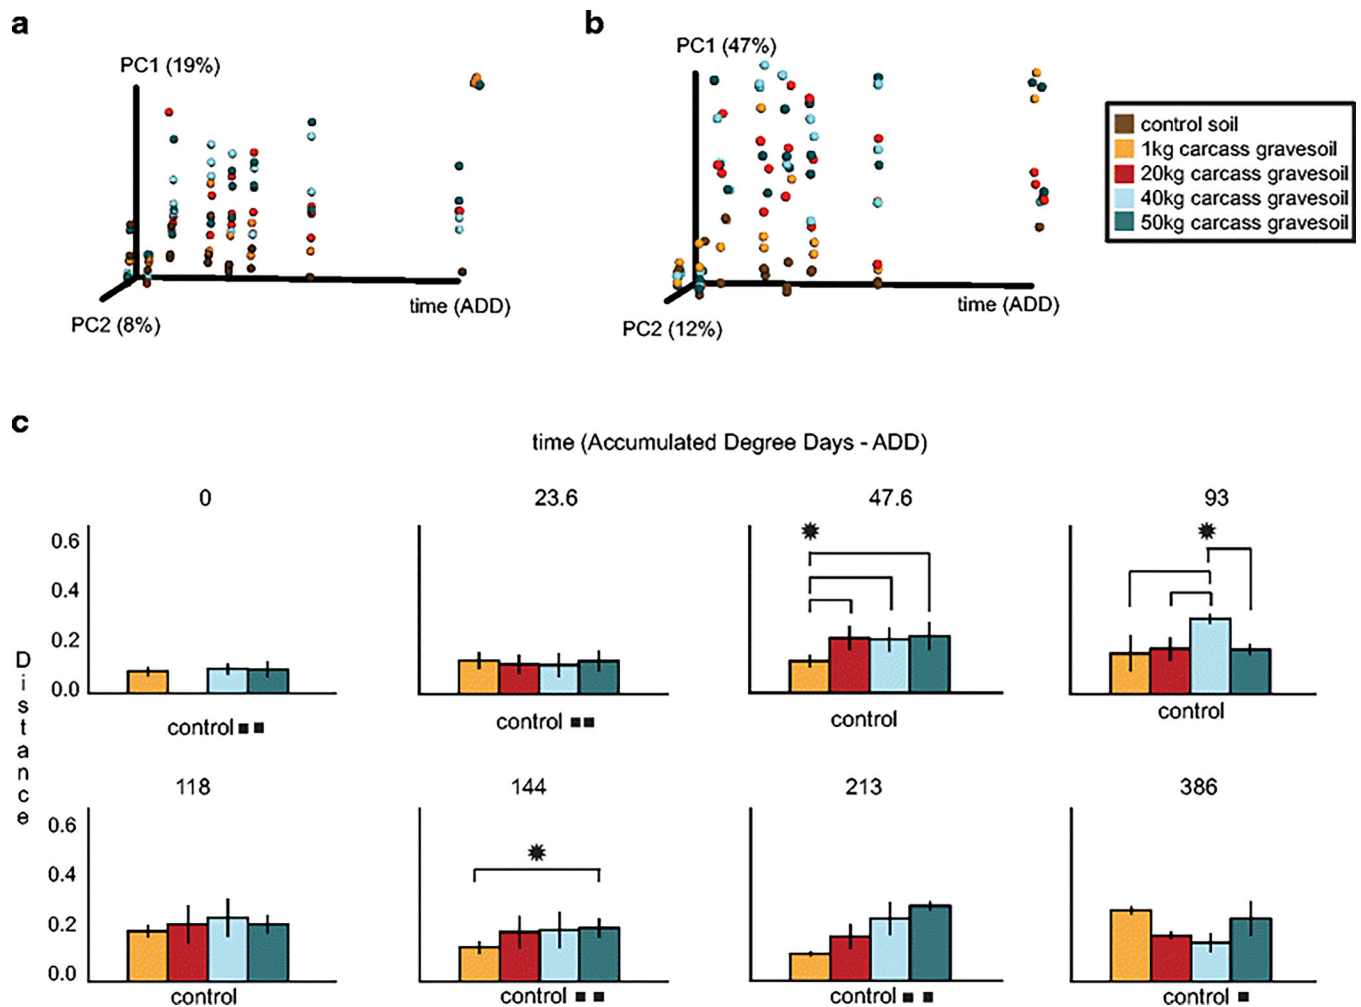 a
b
PC1 (19%)
PC2 (8%)
time (ADD)
PC1 (47%)
PC2 (12%)
time (ADD)
control soil
1kg carcass gravesoil
20kg carcass gravesoil
40kg carcass gravesoil
50kg carcass gravesoil
c
time (Accumulated Degree Days - ADD)
0
23.6
47.6
93
0.6
0.4
0.2
0.0
Distance
control
control
control
control
118
144
213
386
0.6
0.4
0.2
0.0
control
control
control
control